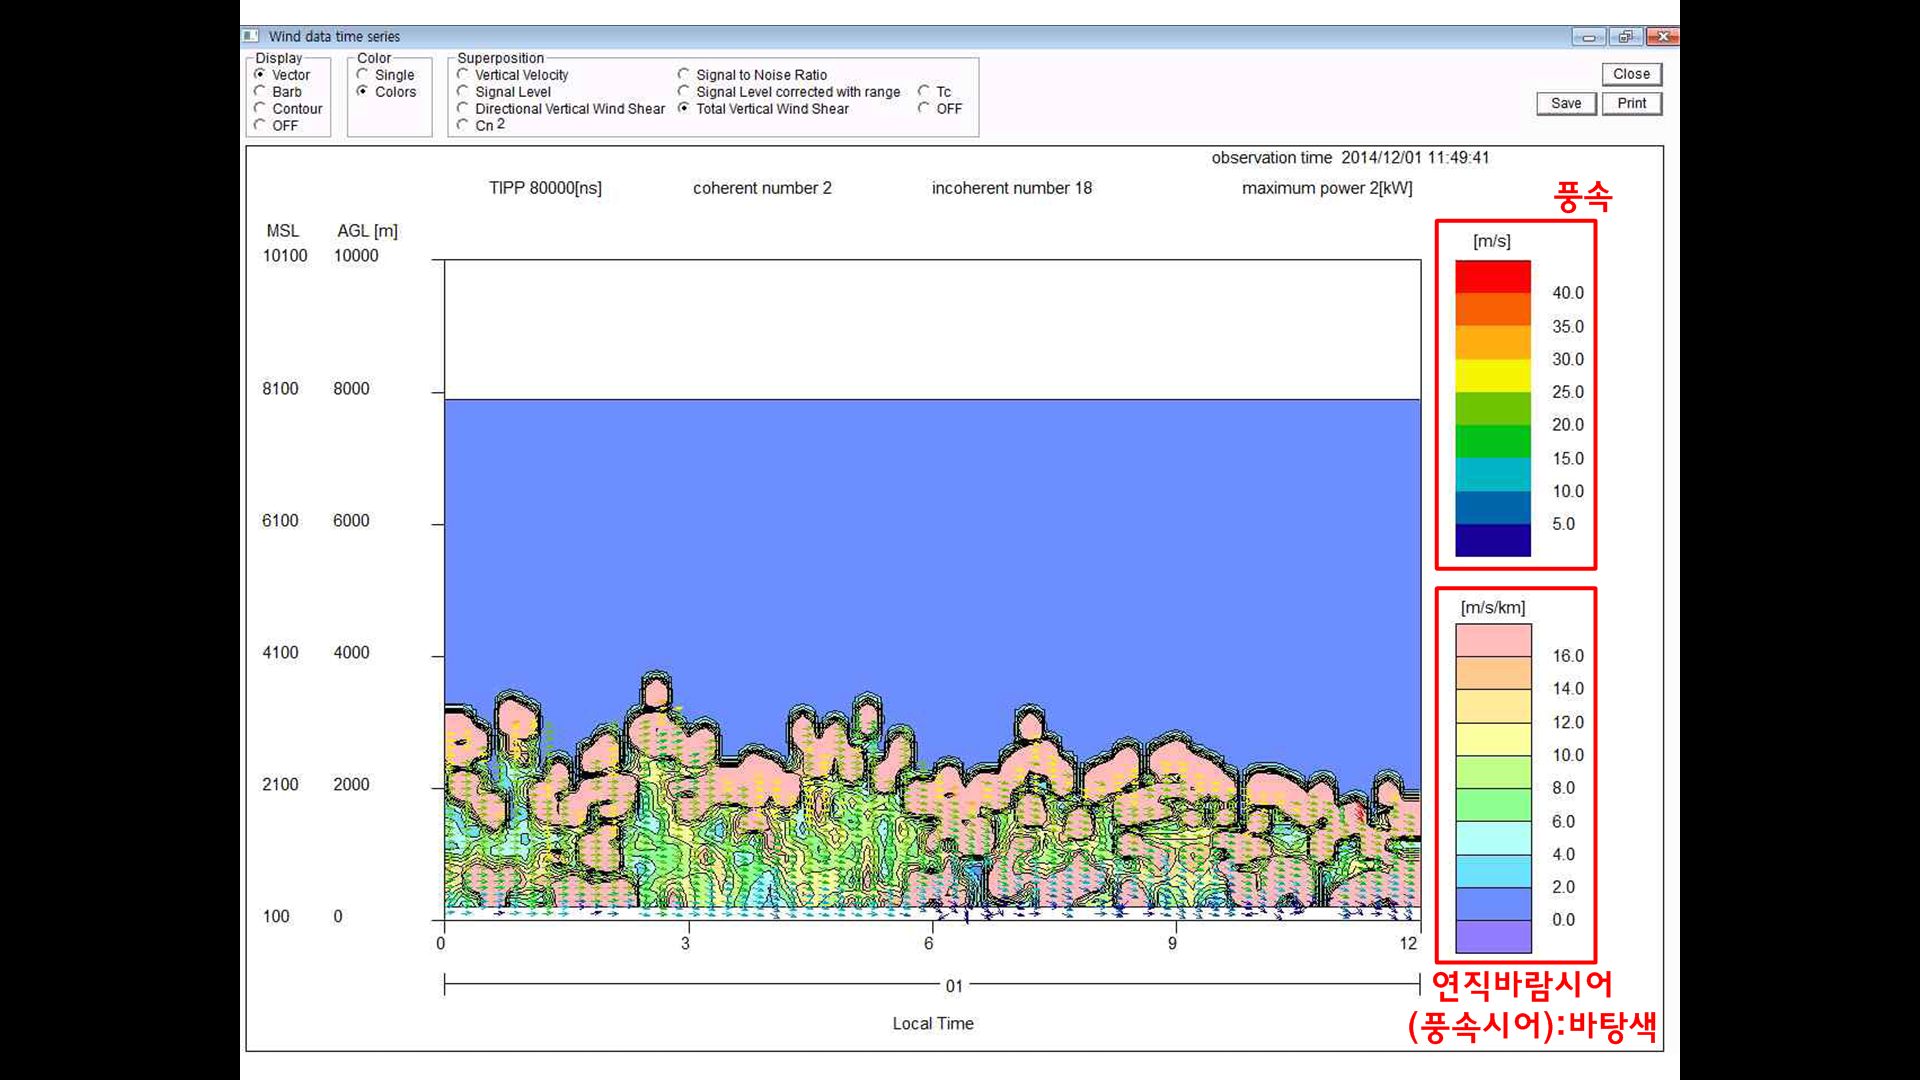 Wind data time series
Display
Vector
Barb
Contour
OFF
Color
Single
Colors
Superposition
Vertical Velocity
Signal Level
Directional Vertical Wind Shear
Cn 2
Signal to Noise Ratio
Signal Level corrected with range
Total Vertical Wind Shear
Tc
OFF
Close
Save
Print
observation time 2014/12/01 11:49:41
TIPP 80000[ns] coherent number 2 incoherent number 18 maximum power 2[kW]
풍속
MSL AGL [m]
10100 10000
8100 8000
6100 6000
4100 4000
2100 2000
100 0
0 3 6 9 12
01
Local Time
[m/s]
40.0
35.0
30.0
25.0
20.0
15.0
10.0
5.0
[m/s/km]
16.0
14.0
12.0
10.0
8.0
6.0
4.0
2.0
0.0
연직바람시어
(풍속시어):바탕색